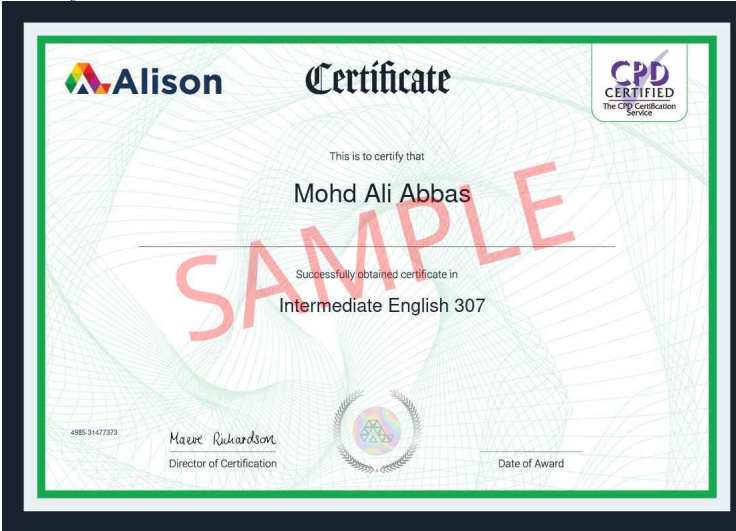 Alison
Certificate
CPD
CERTIFIED
The CPD Certification
Service
This is to certify that
Mohd Ali Abbas
SAMPLE
Successfully obtained certificate in
Intermediate English 307
4985-31477373
Maeve Richardson
Director of Certification
Date of Award